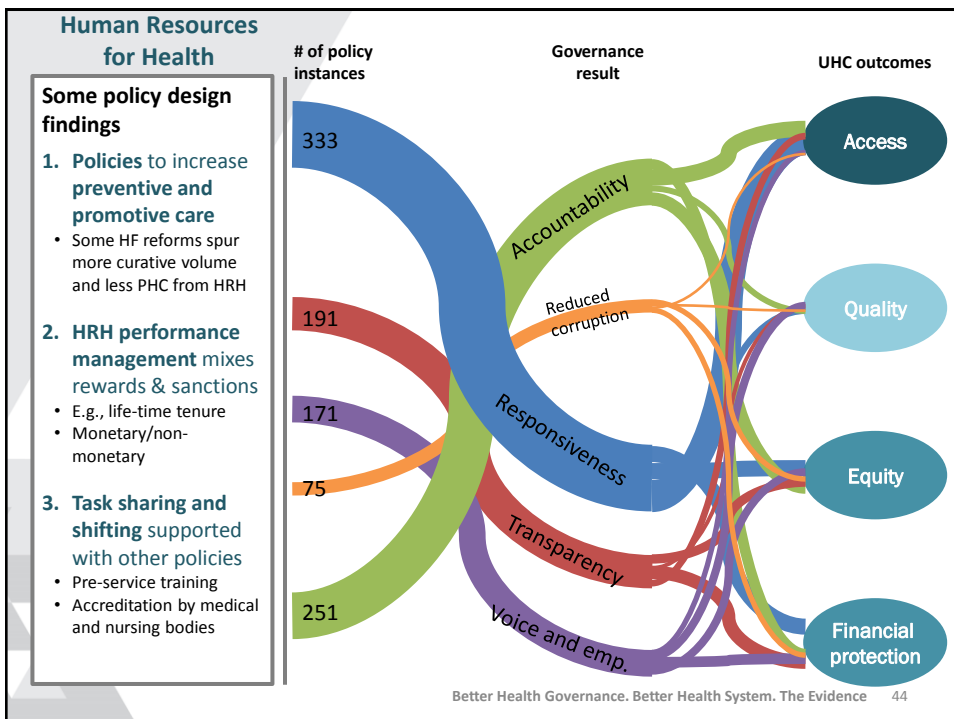 Human Resources
for Health
Some policy design
findings
1. Policies to increase
preventive and
promotive care
• Some HF reforms spur
more curative volume
and less PHC from HRH
2. HRH performance
management mixes
rewards & sanctions
• E.g., life-time tenure
• Monetary/non-
monetary
3. Task sharing and
shifting supported
with other policies
• Pre-service training
• Accreditation by medical
and nursing bodies
# of policy
instances
333
191
171
75
251
Governance
result
Accountability
Reduced
corruption
Responsiveness
Transparency
Voice and emp.
UHC outcomes
Access
Quality
Equity
Financial
protection
Better Health Governance. Better Health System. The Evidence 44